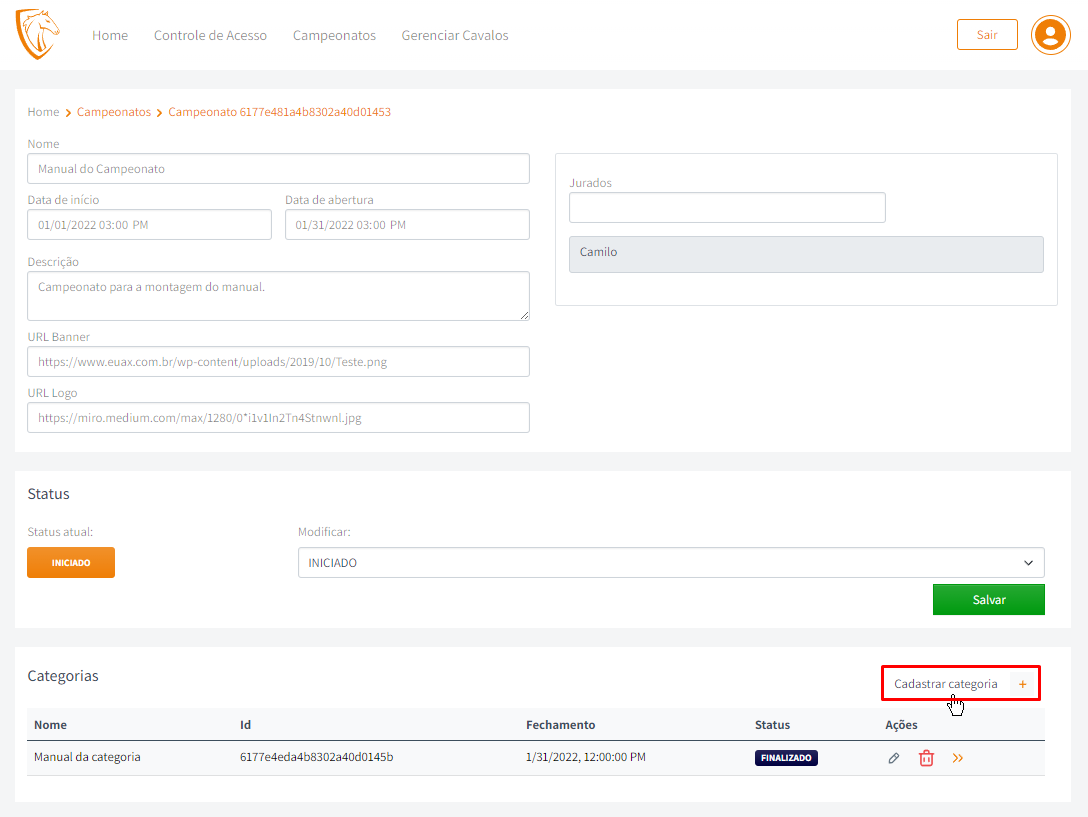 Home Controle de Acesso Campeonatos Gerenciar Cavalos Sair
Home Campeonatos Campeonato 6177e481a4b8302a40d01453
Nome
Manual do Campeonato
Data de início Data de abertura
01/01/2022 03:00 PM 01/31/2022 03:00 PM
Descrição
Campeonato para a montagem do manual.
URL Banner
https://www.euax.com.br/wp-content/uploads/2019/10/Teste.png
URL Logo
https://miro.medium.com/max/1280/0*i1v1In2Tn4Stnwnl.jpg
Jurados
Camilo
Status
Status atual: Modificar:
INICIADO INICIADO
Salvar
Categorias
Cadastrar categoria +
Nome Id Fechamento Status Ações
Manual da categoria 6177e4eda4b8302a40d0145b 1/31/2022, 12:00:00 PM FINALIZADO